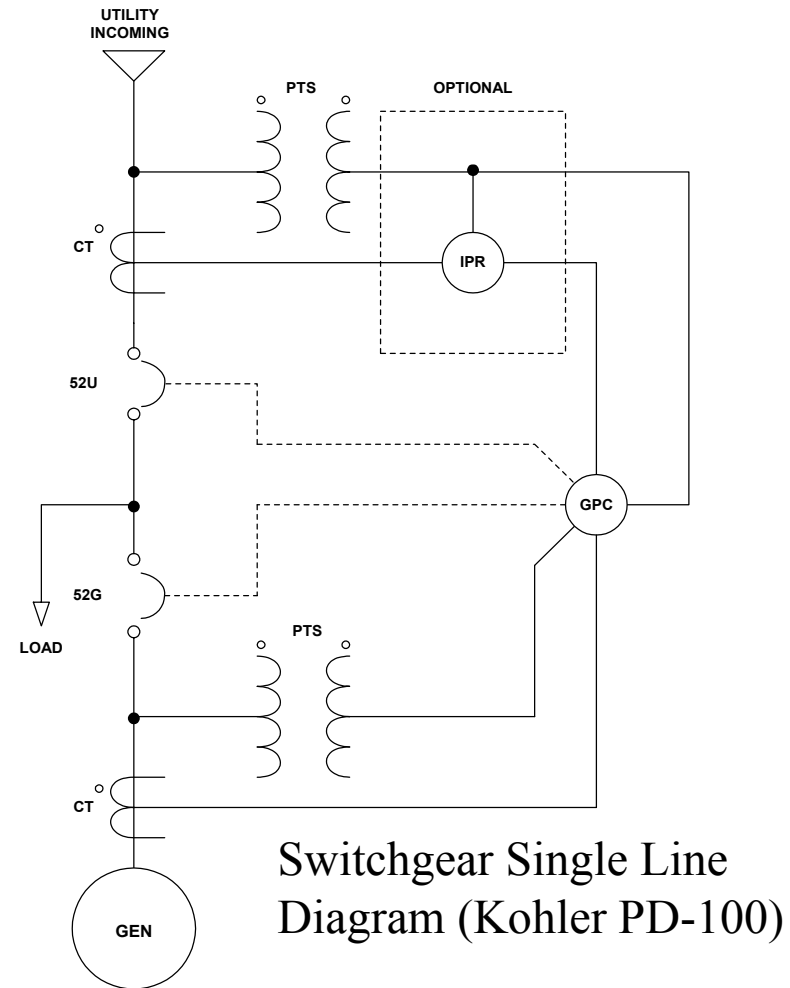 UTILITY
INCOMING
PTS
OPTIONAL
CT
IPR
52U
GPC
52G
LOAD
PTS
CT
GEN
Switchgear Single Line
Diagram (Kohler PD-100)